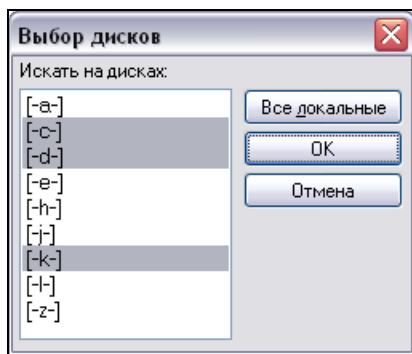 Выбор дисков
Искать на дисках:
[-a-]
[-c-]
[-d-]
[-e-]
[-h-]
[-j-]
[-k-]
[-l-]
[-z-]
Все локальные
OK
Отмена